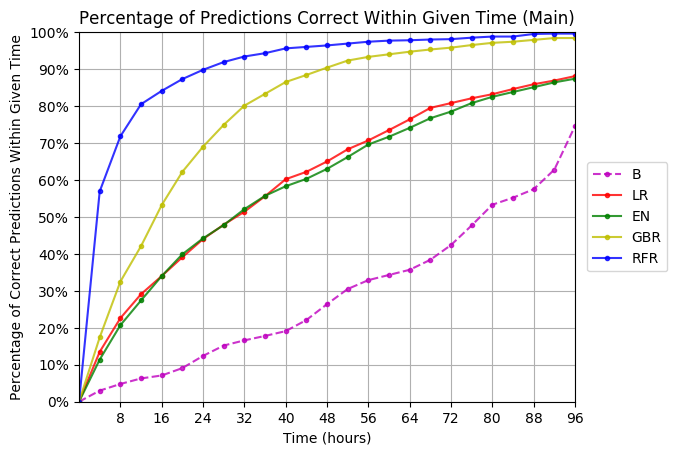 Percentage of Predictions Correct Within Given Time (Main)
Percentage of Correct Predictions Within Given Time
100%
90%
80%
70%
60%
50%
40%
30%
20%
10%
0%
8 16 24 32 40 48 56 64 72 80 88 96
Time (hours)
B
LR
EN
GBR
RFR